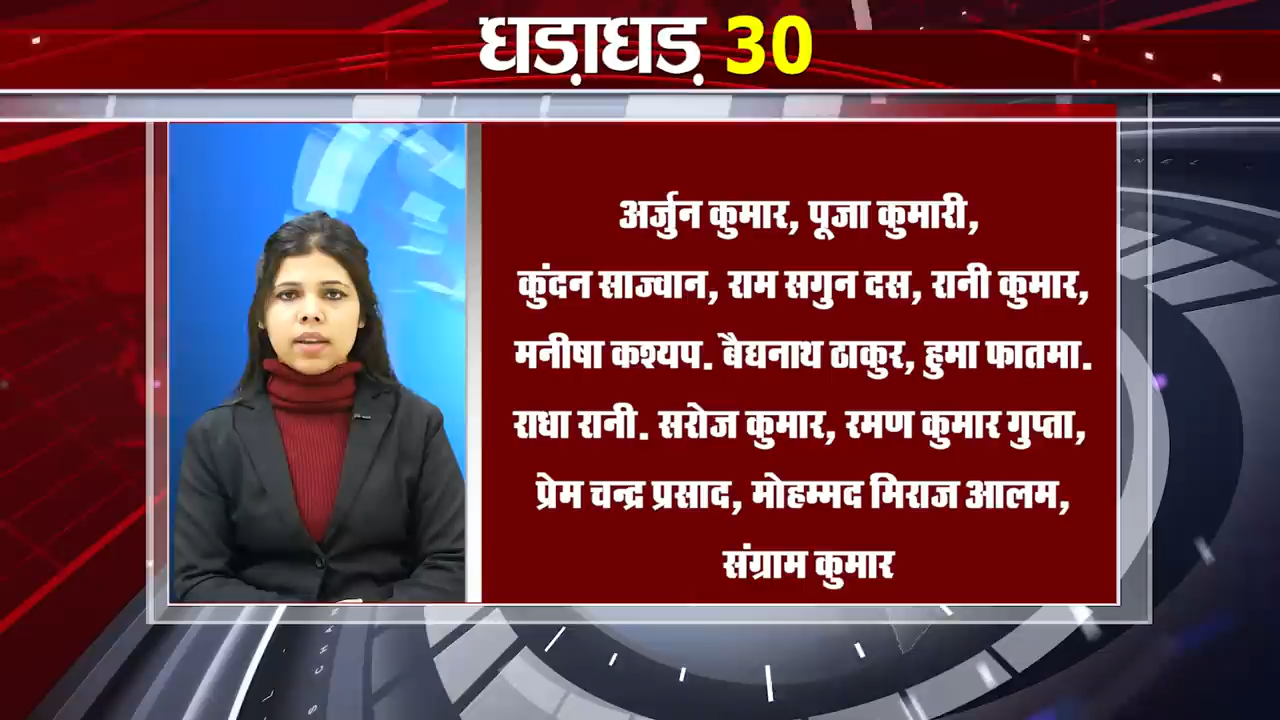 धड़ाधड़ 30
अर्जुन कुमार, पूजा कुमारी,
कुंदन साज्वान, राम सगुन दस, रानी कुमार,
मनीषा कश्यप. बैद्यनाथ ठाकुर, हुमा फातमा.
राधा रानी. सरोज कुमार, रमण कुमार गुप्ता,
प्रेम चन्द्र प्रसाद, मोहम्मद मिराज आलम,
संग्राम कुमार